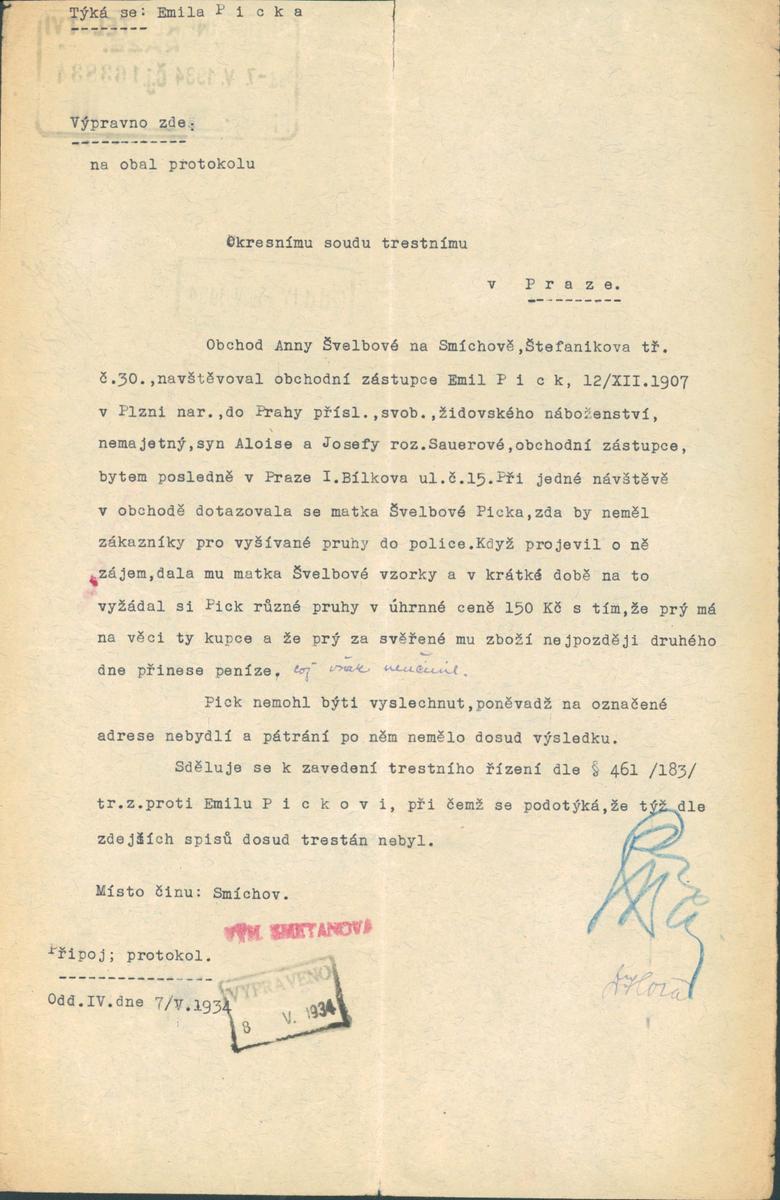 Týká se: Emila P i c k a
Výpravno zde:
na obal protokolu
Okresnímu soudu trestnímu
v P r a z e.
Obchod Anny Švelbové na Smíchově,Štefanikova tř.
č.30.,navštěvoval obchodní zástupce Emil P i c k, 12/XII.1907
v Plzni nar.,do Prahy přísl.,svob.,židovského náboženství,
nemajetný,syn Aloise a Josefy roz.Sauerové,obchodní zástupce,
bytem posledně v Praze I.Bílkova ul.č.15.Při jedné návštěvě
v obchodě dotazovala se matka Švelbové Picka,zda by neměl
zákazníky pro vyšívané pruhy do police.Když projevil o ně
zájem,dala mu matka Švelbové vzorky a v krátké době na to
vyžádal si Pick různé pruhy v úhrnné ceně 150 Kč s tím,že prý má
na věci ty kupce a že prý za svěřené mu zboží nejpozději druhého
dne přinese peníze, což však neučinil.
Pick nemohl býti vyslechnut,poněvadž na označené
adrese nebydlí a pátrání po něm nemělo dosud výsledku.
Sděluje se k zavedení trestního řízení dle § 461 /183/
tr.z.proti Emilu P i c k o v i, při čemž se podotýká,že týž dle
zdejších spisů dosud trestán nebyl.
Místo činu: Smíchov.
VYM. SMETANOVA
Připoj; protokol.
Odd.IV.dne 7/V.1934
VYPRAVENO
8 V. 1934